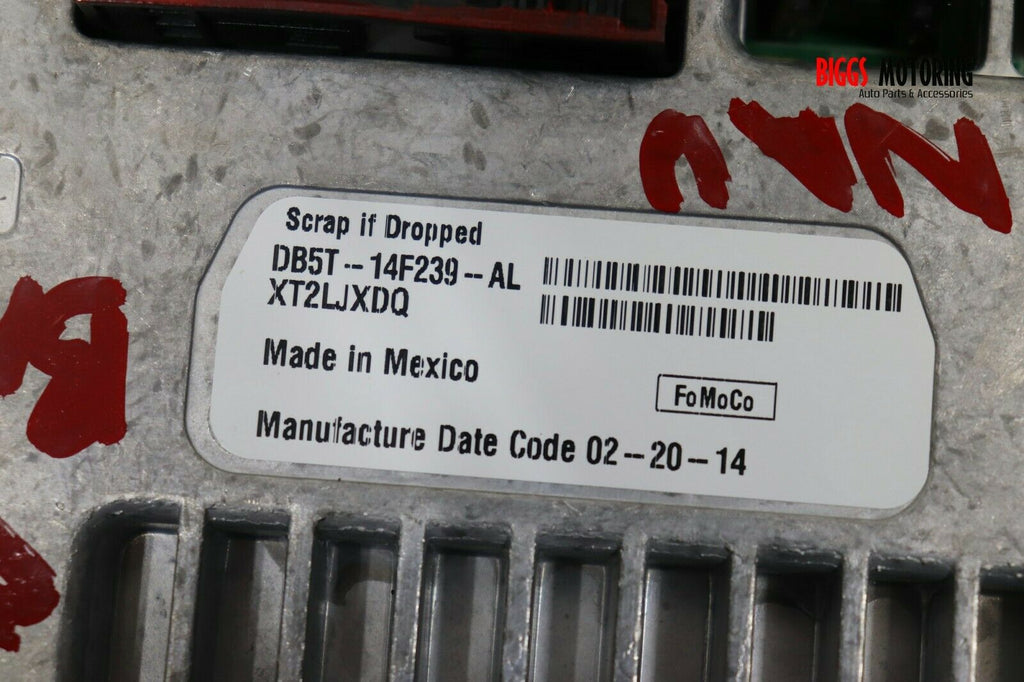 BIGGS MOTORING
Auto Parts & Accessories
NAV
Scrap if Dropped
DB5T--14F239--AL
XT2LJXDQ
Made in Mexico
FoMoCo
Manufacture Date Code 02--20--14